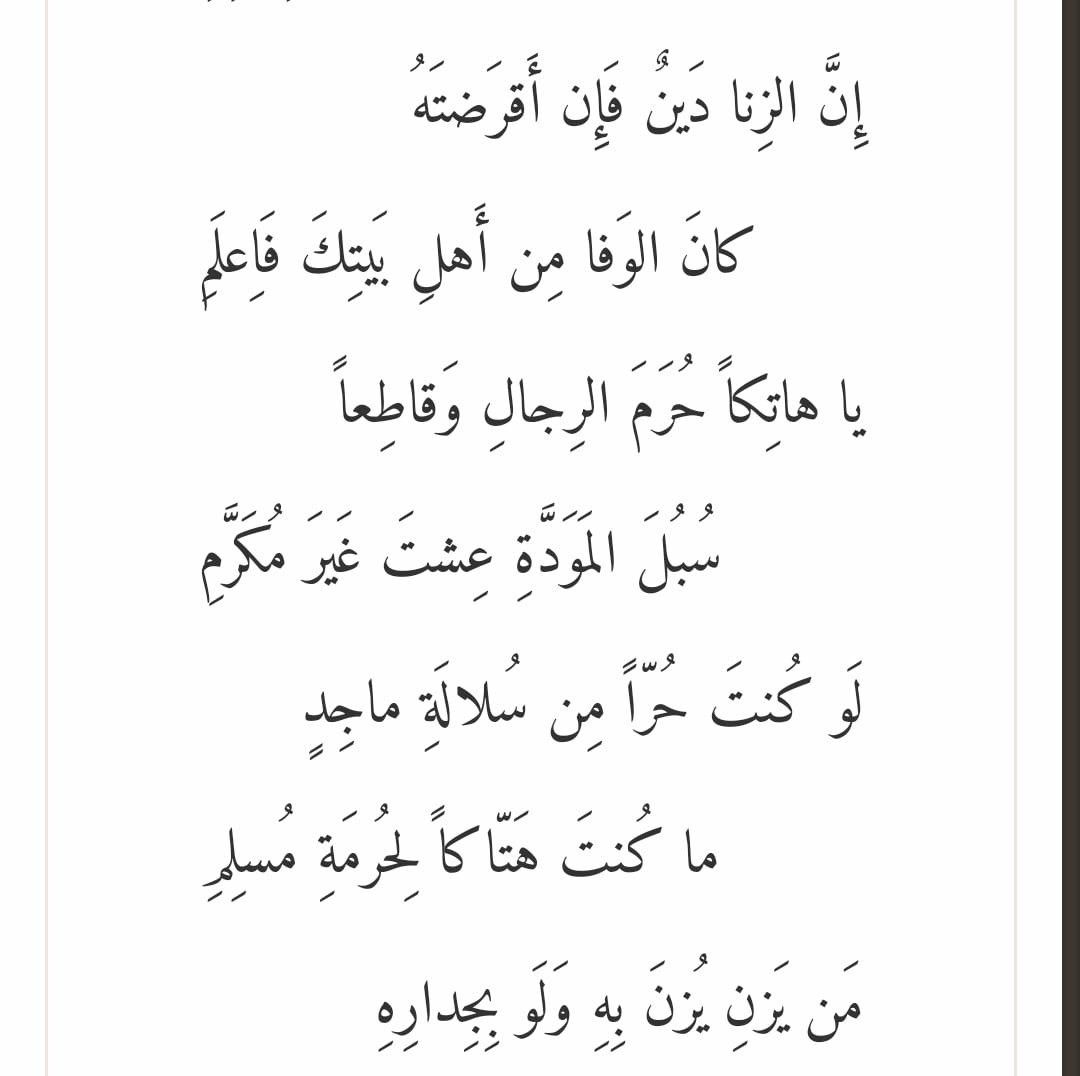 إِنَّ الزِنا دَينٌ فَإِن أَقرَضتَهُ
كانَ الوَفا مِن أَهلِ بَيتِكَ فَاِعلَمِ
يا هاتِكاً حُرَمَ الرِجالِ وَقاطِعاً
سُبُلَ المَوَدَّةِ عِشتَ غَيرَ مُكَرَّمِ
لَو كُنتَ حُرّاً مِن سُلالَةِ ماجِدٍ
ما كُنتَ هَتّاكاً لِحُرمَةِ مُسلِمِ
مَن يَزنِ يُزنَ بِهِ وَلَو بِجِدارِهِ